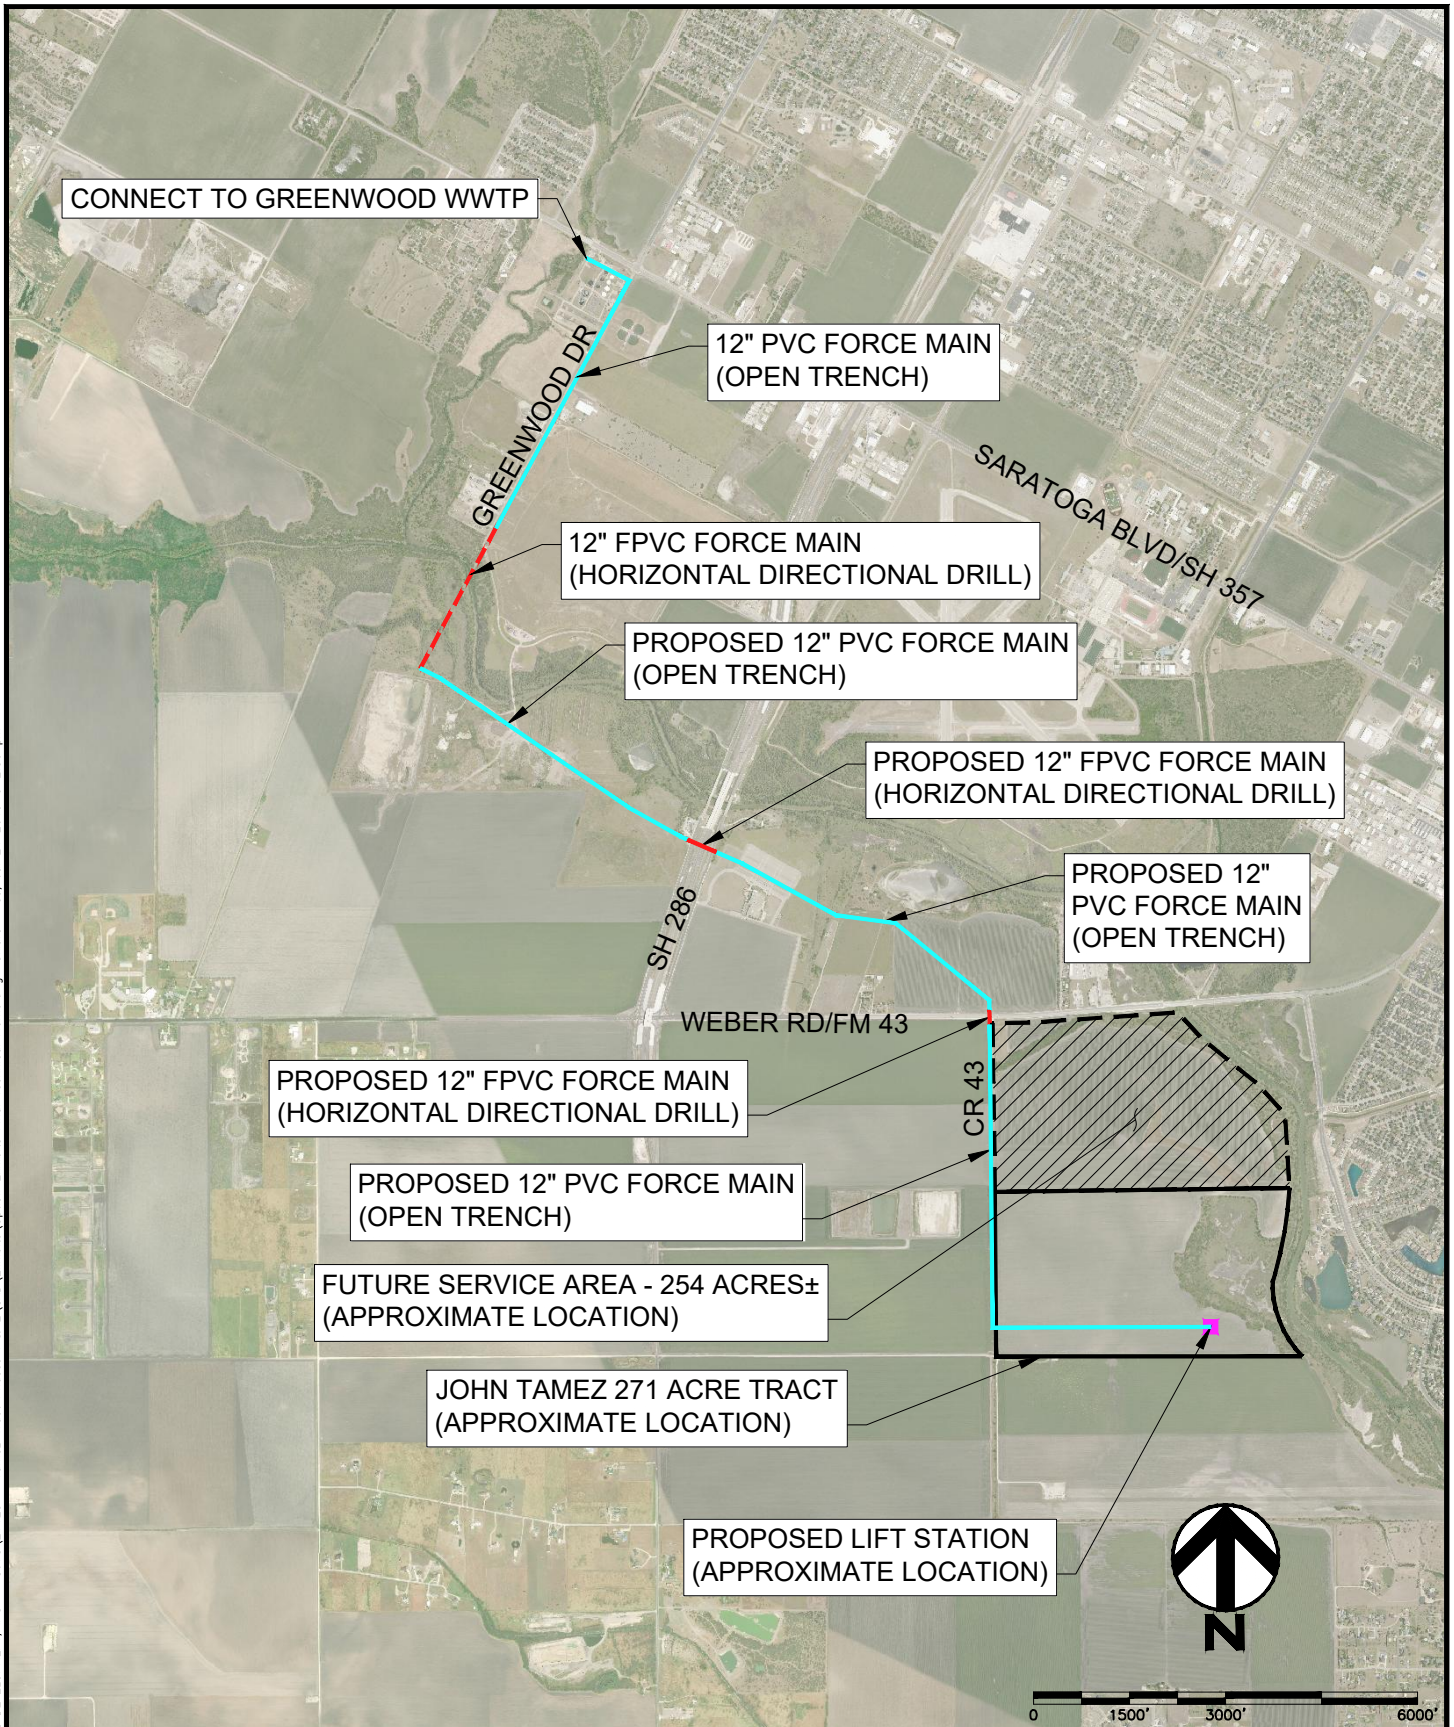 CONNECT TO GREENWOOD WWTP
12" PVC FORCE MAIN
(OPEN TRENCH)
GREENWOOD DR
SARATOGA BLVD/SH 357
12" FPVC FORCE MAIN
(HORIZONTAL DIRECTIONAL DRILL)
PROPOSED 12" PVC FORCE MAIN
(OPEN TRENCH)
PROPOSED 12" FPVC FORCE MAIN
(HORIZONTAL DIRECTIONAL DRILL)
PROPOSED 12"
PVC FORCE MAIN
(OPEN TRENCH)
SH 286
WEBER RD/FM 43
CR 43
PROPOSED 12" FPVC FORCE MAIN
(HORIZONTAL DIRECTIONAL DRILL)
PROPOSED 12" PVC FORCE MAIN
(OPEN TRENCH)
FUTURE SERVICE AREA - 254 ACRES±
(APPROXIMATE LOCATION)
JOHN TAMEZ 271 ACRE TRACT
(APPROXIMATE LOCATION)
PROPOSED LIFT STATION
(APPROXIMATE LOCATION)
N
0 1500' 3000' 6000'